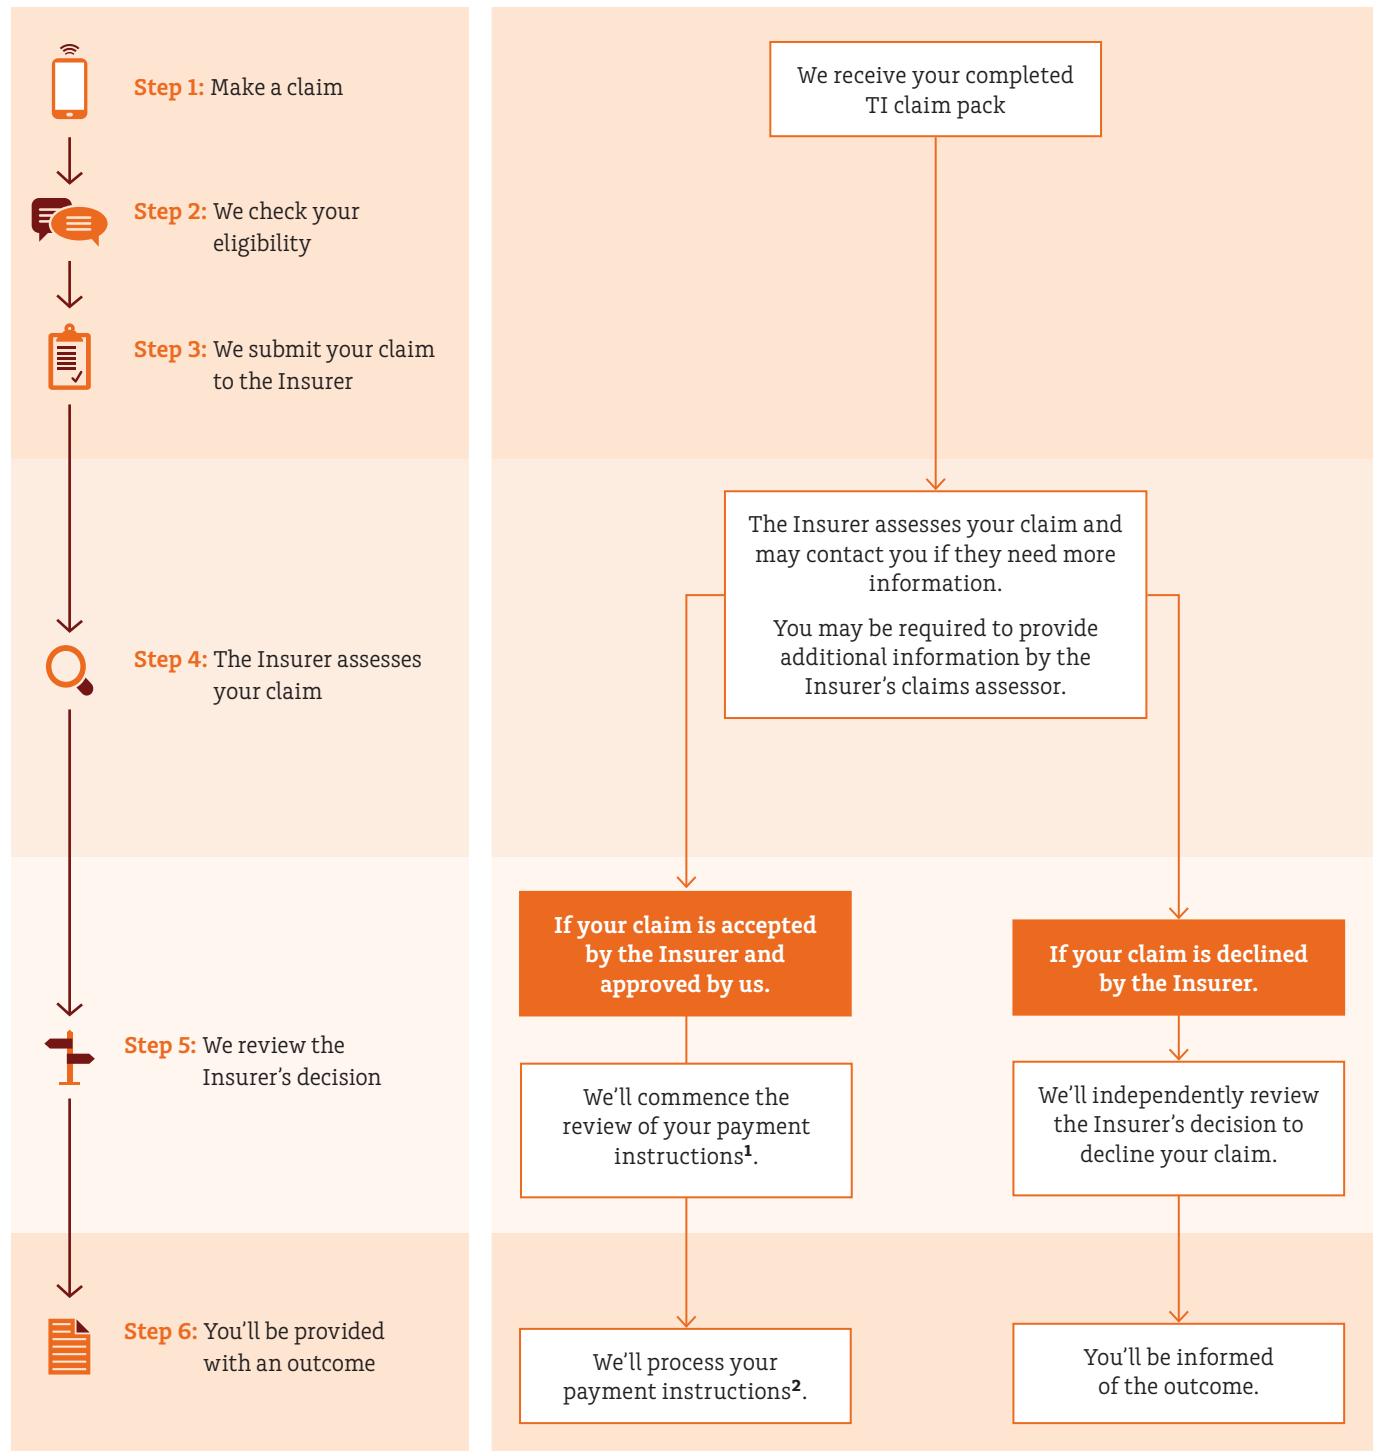 Step 1: Make a claim
Step 2: We check your
eligibility
Step 3: We submit your claim
to the Insurer
Step 4: The Insurer assesses
your claim
Step 5: We review the
Insurer’s decision
Step 6: You’ll be provided
with an outcome
We receive your completed
TI claim pack
The Insurer assesses your claim and
may contact you if they need more
information.
You may be required to provide
additional information by the
Insurer’s claims assessor.
If your claim is accepted
by the Insurer and
approved by us.
We’ll commence the
review of your payment
instructions¹.
We’ll process your
payment instructions².
If your claim is declined
by the Insurer.
We’ll independently review
the Insurer’s decision to
decline your claim.
You’ll be informed
of the outcome.